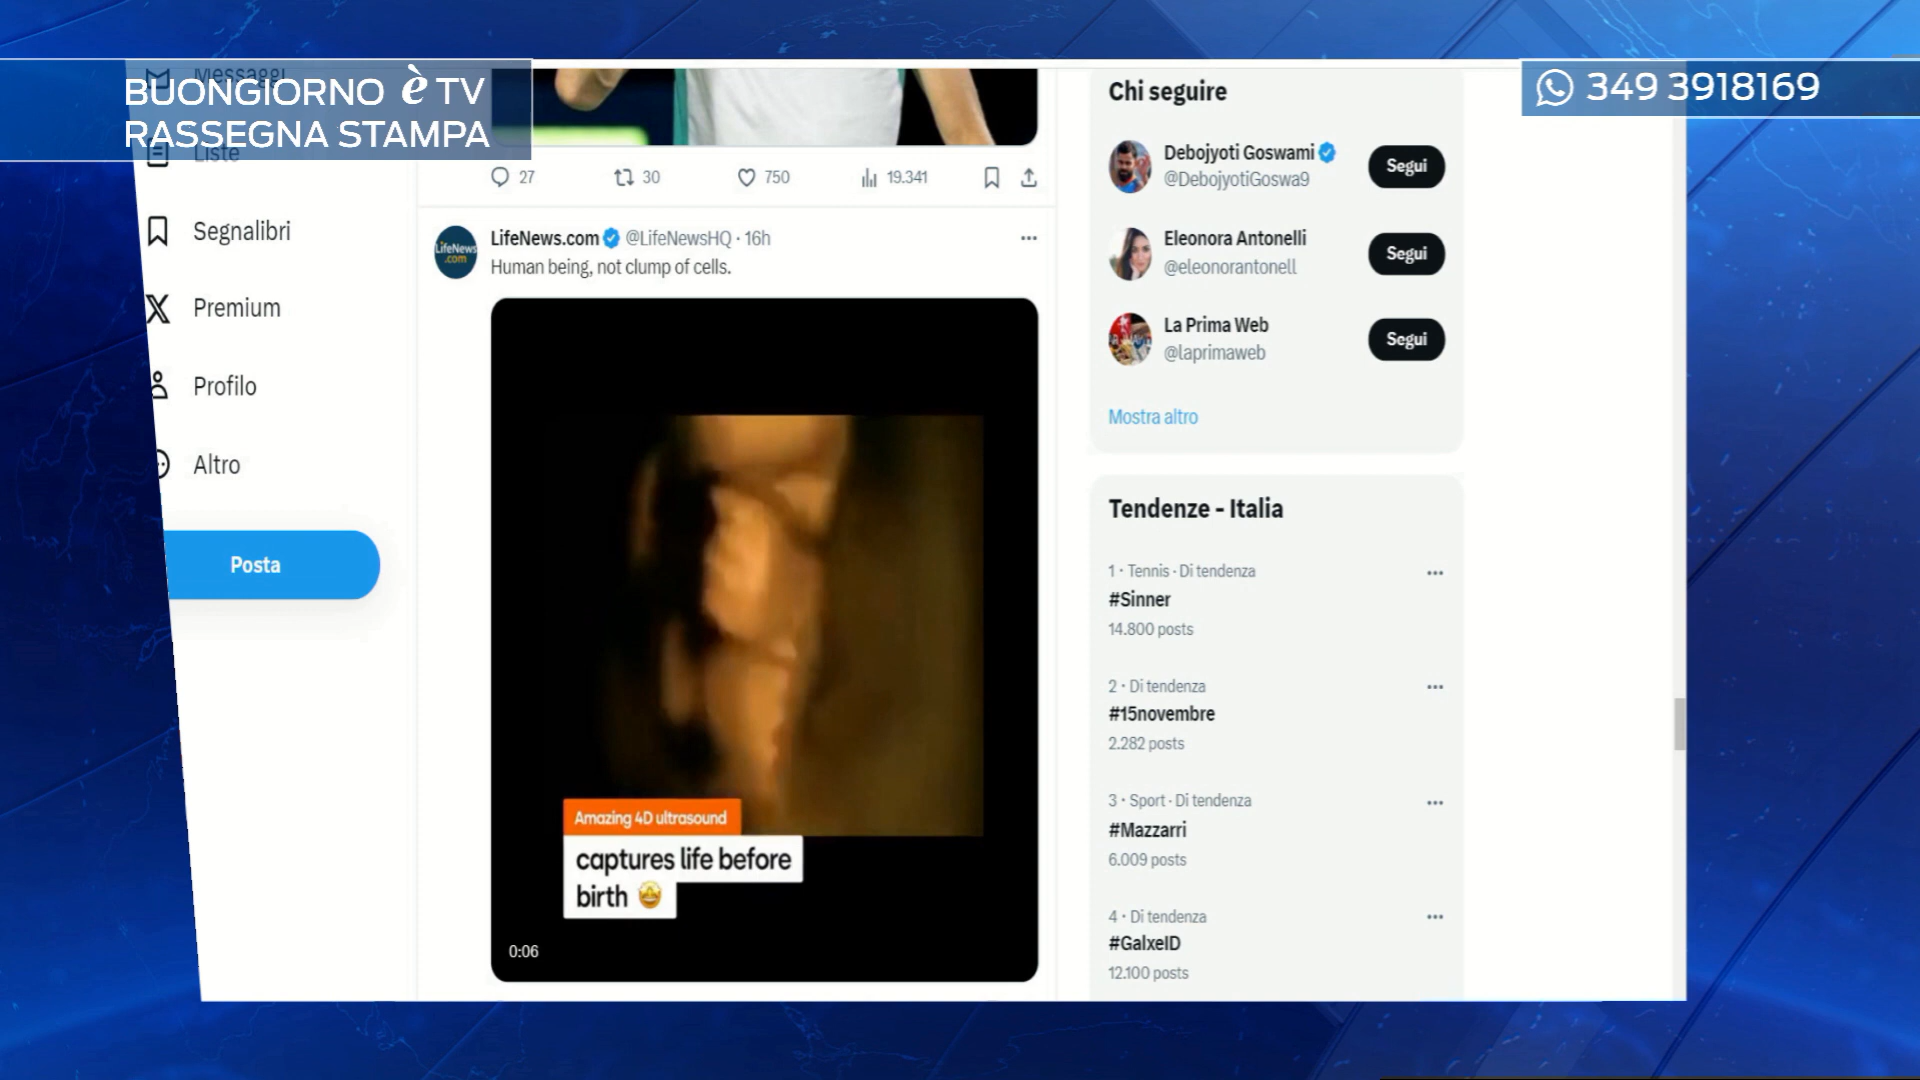 BUONGIORNO è TV
RASSEGNA STAMPA
349 3918169
Messaggi
Liste
Segnalibri
Premium
Profilo
Altro
Posta
27
30
750
19.341
LifeNews.com @LifeNewsHQ · 16h
Human being, not clump of cells.
LifeNews
.com
Amazing 4D ultrasound
captures life before
birth 🤩
0:06
Chi seguire
Debojyoti Goswami
@DebojyotiGoswa9
Segui
Eleonora Antonelli
@eleonorantonell
Segui
La Prima Web
@laprimaweb
Segui
Mostra altro
Tendenze - Italia
1 · Tennis · Di tendenza
#Sinner
14.800 posts
2 · Di tendenza
#15novembre
2.282 posts
3 · Sport · Di tendenza
#Mazzarri
6.009 posts
4 · Di tendenza
#GalxeID
12.100 posts